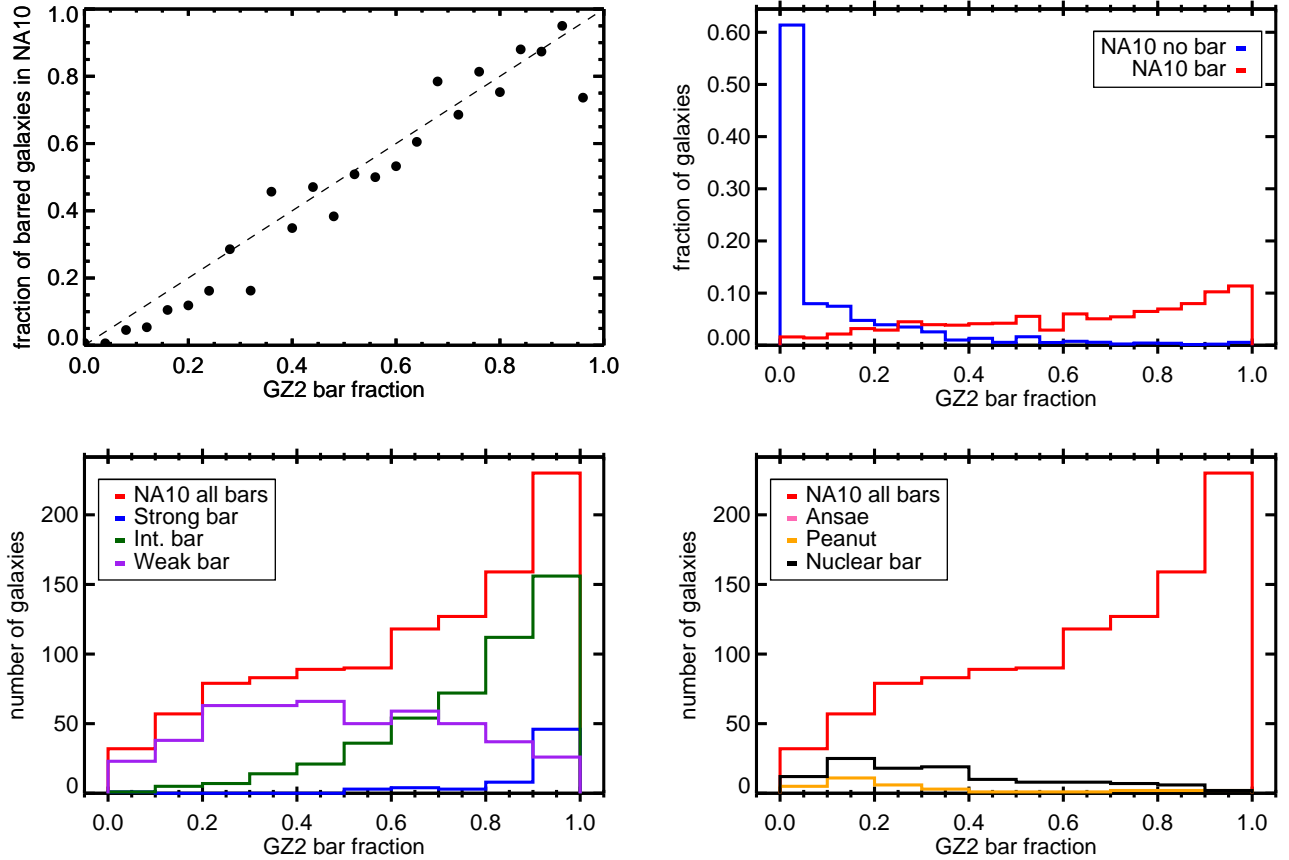 fraction of barred galaxies in NA10
1.0
0.8
0.6
0.4
0.2
0.0
0.0 0.2 0.4 0.6 0.8 1.0
GZ2 bar fraction
fraction of galaxies
0.60
0.50
0.40
0.30
0.20
0.10
0.00
NA10 no bar
NA10 bar
0.0 0.2 0.4 0.6 0.8 1.0
GZ2 bar fraction
number of galaxies
200
150
100
50
0
NA10 all bars
Strong bar
Int. bar
Weak bar
0.0 0.2 0.4 0.6 0.8 1.0
GZ2 bar fraction
number of galaxies
200
150
100
50
0
NA10 all bars
Ansae
Peanut
Nuclear bar
0.0 0.2 0.4 0.6 0.8 1.0
GZ2 bar fraction